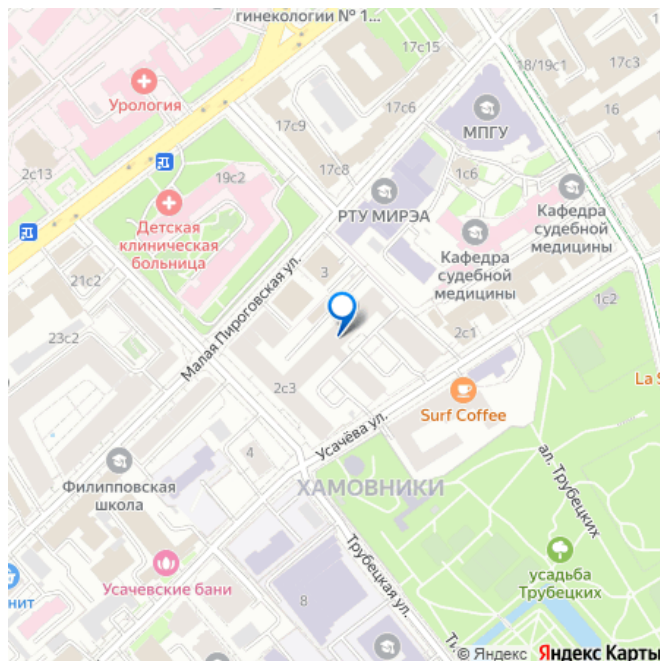 гинекологии № 1...
17с15
18/19с1
17с3
Урология
17с6
16
МПГУ
17с9
2с13
17с8
1с6
19с2
РТУ МИРЭА
Кафедра
судебной
медицины
Детская
клиническая
больница
Кафедра
судебной
медицины
3
21с2
1с2
23с2
Малая Пироговская ул.
2с1
2с3
La S
Surf Coffee
Усачёва ул.
4
ал. Трубецких
Филипповская
школа
ХАМОВНИКИ
Трубецкая ул.
усадьба
Трубецких
Усачевские бани
нит
8
© Яндекс Яндекс Карты